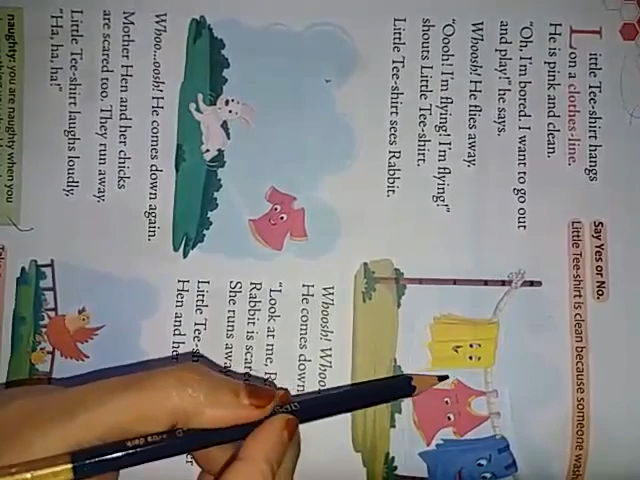 Say Yes or No.
Little Tee-shirt is clean because someone wash
Little Tee-shirt hangs
on a clothes-line.
He is pink and clean.
"Oh, I'm bored. I want to go out
and play!" he says.
Whoosh! He flies away.
"Oooh! I'm flying! I'm flying!"
shouts Little Tee-shirt.
Little Tee-shirt sees Rabbit.
Whoosh! Whoo
He comes down
"Look at me, R
Rabbit is scare
She runs awa
Little Tee-sh
Hen and her
Whoo...oosh! He comes down again.
Mother Hen and her chicks
are scared too. They run away.
Little Tee-shirt laughs loudly,
"Ha, ha, ha!"
naughty: you are naughty when you